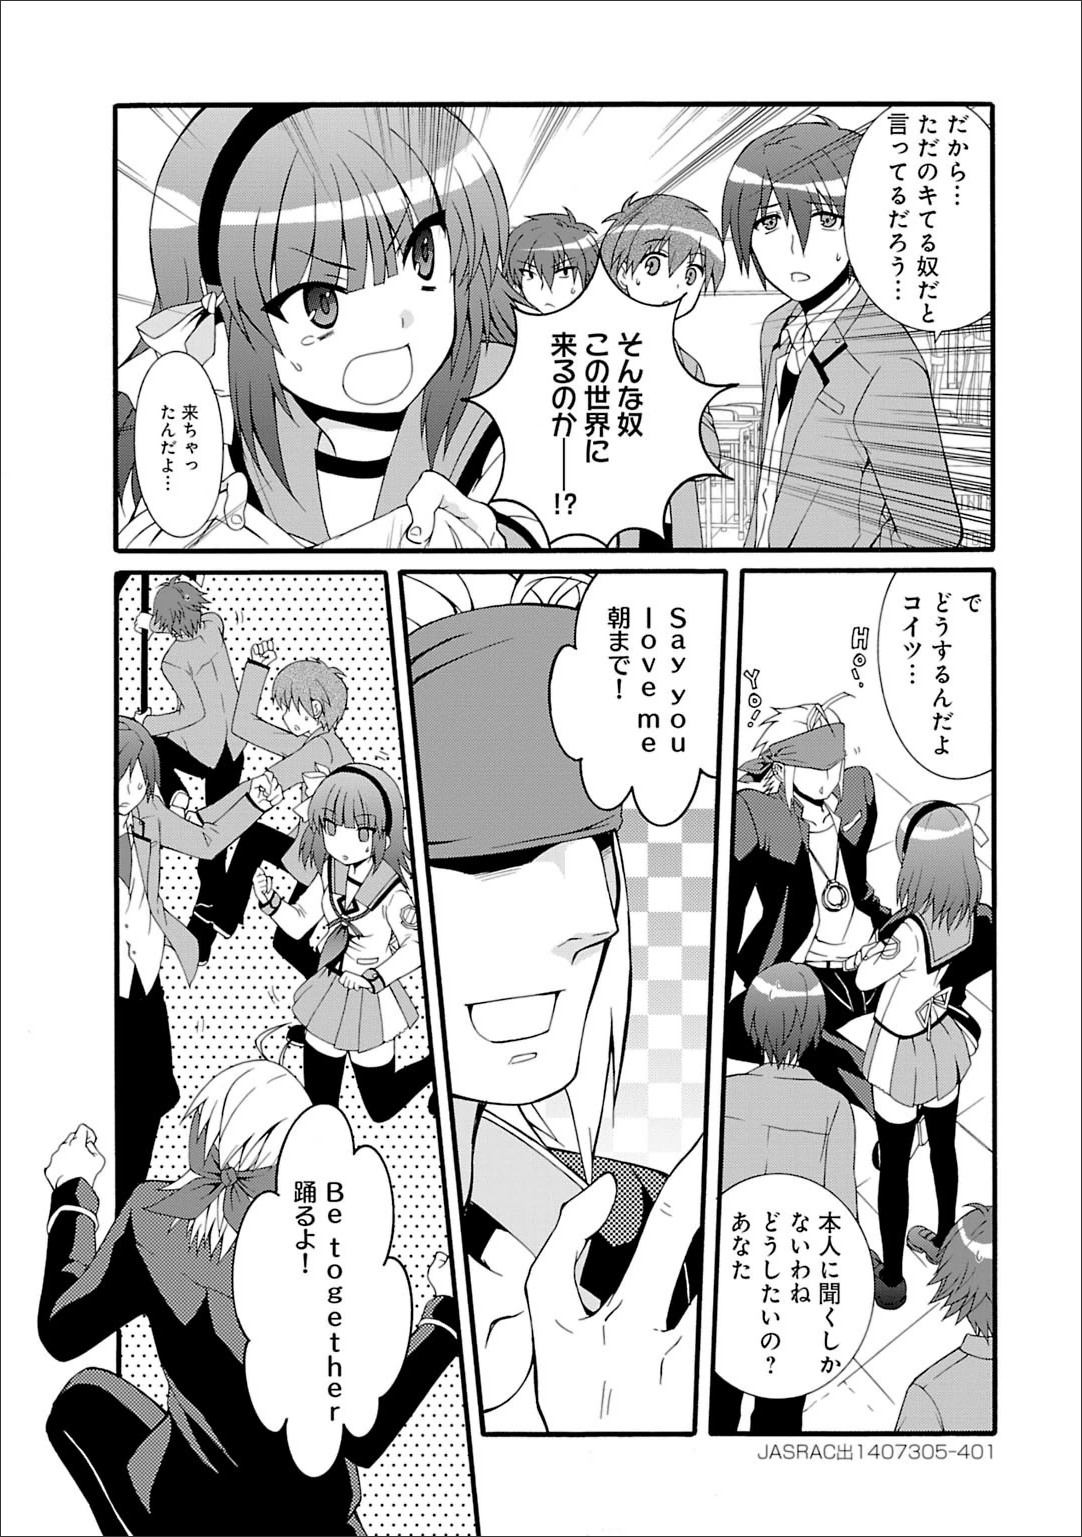 だから…
ただのキてる奴だと
言ってるだろう…
そんな奴
この世界に
来るのか――!?
来ちゃっ
たんだよ…
で
どうするんだよ
コイツ…
HO!
YO!
本人に聞くしか
ないわね
どうしたいの?
あなた
Say you
love me
朝まで!
Be together
踊るよ!
JASRAC出1407305-401